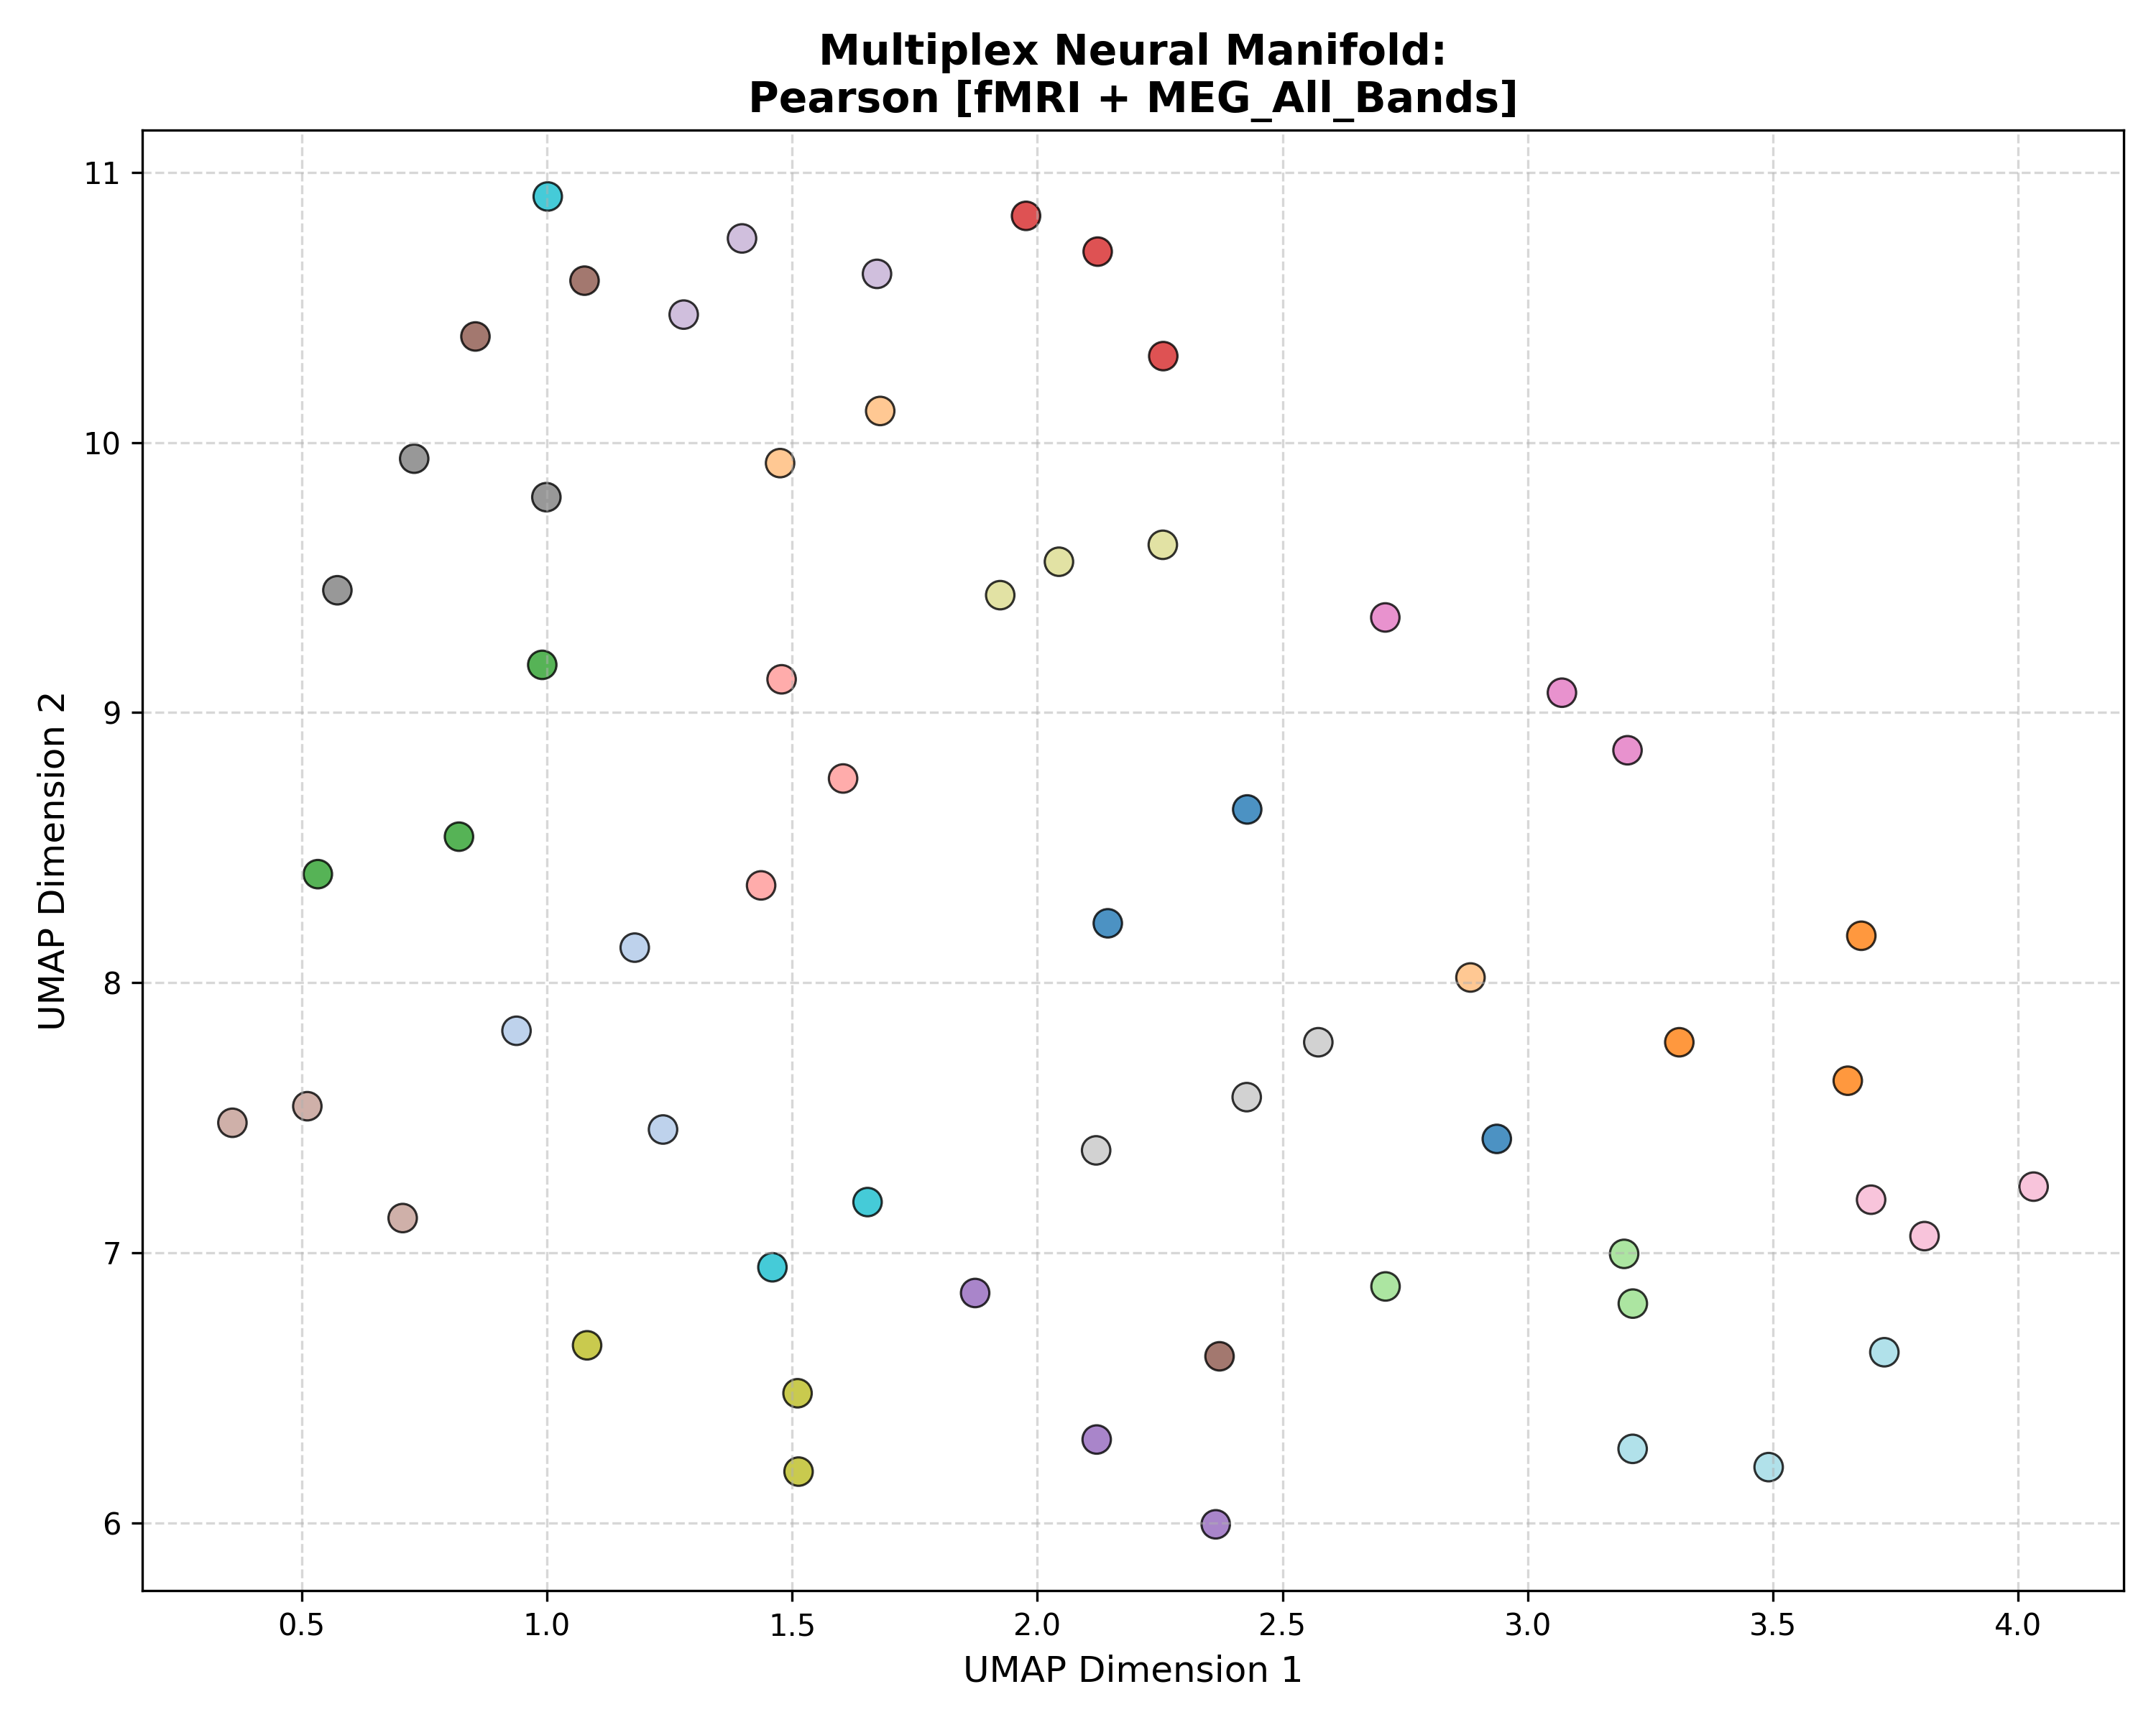 Multiplex Neural Manifold:
Pearson [fMRI + MEG_All_Bands]
11
10
9
8
7
6
UMAP Dimension 2
0.5 1.0 1.5 2.0 2.5 3.0 3.5 4.0
UMAP Dimension 1